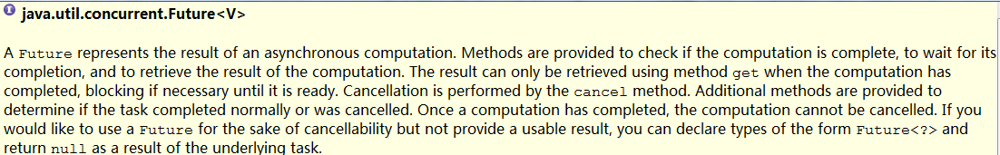 java.util.concurrent.Future<V>
A Future represents the result of an asynchronous computation. Methods are provided to check if the computation is complete, to wait for its
completion, and to retrieve the result of the computation. The result can only be retrieved using method get when the computation has
completed, blocking if necessary until it is ready. Cancellation is performed by the cancel method. Additional methods are provided to
determine if the task completed normally or was cancelled. Once a computation has completed, the computation cannot be cancelled. If you
would like to use a Future for the sake of cancellability but not provide a usable result, you can declare types of the form Future<?> and
return null as a result of the underlying task.